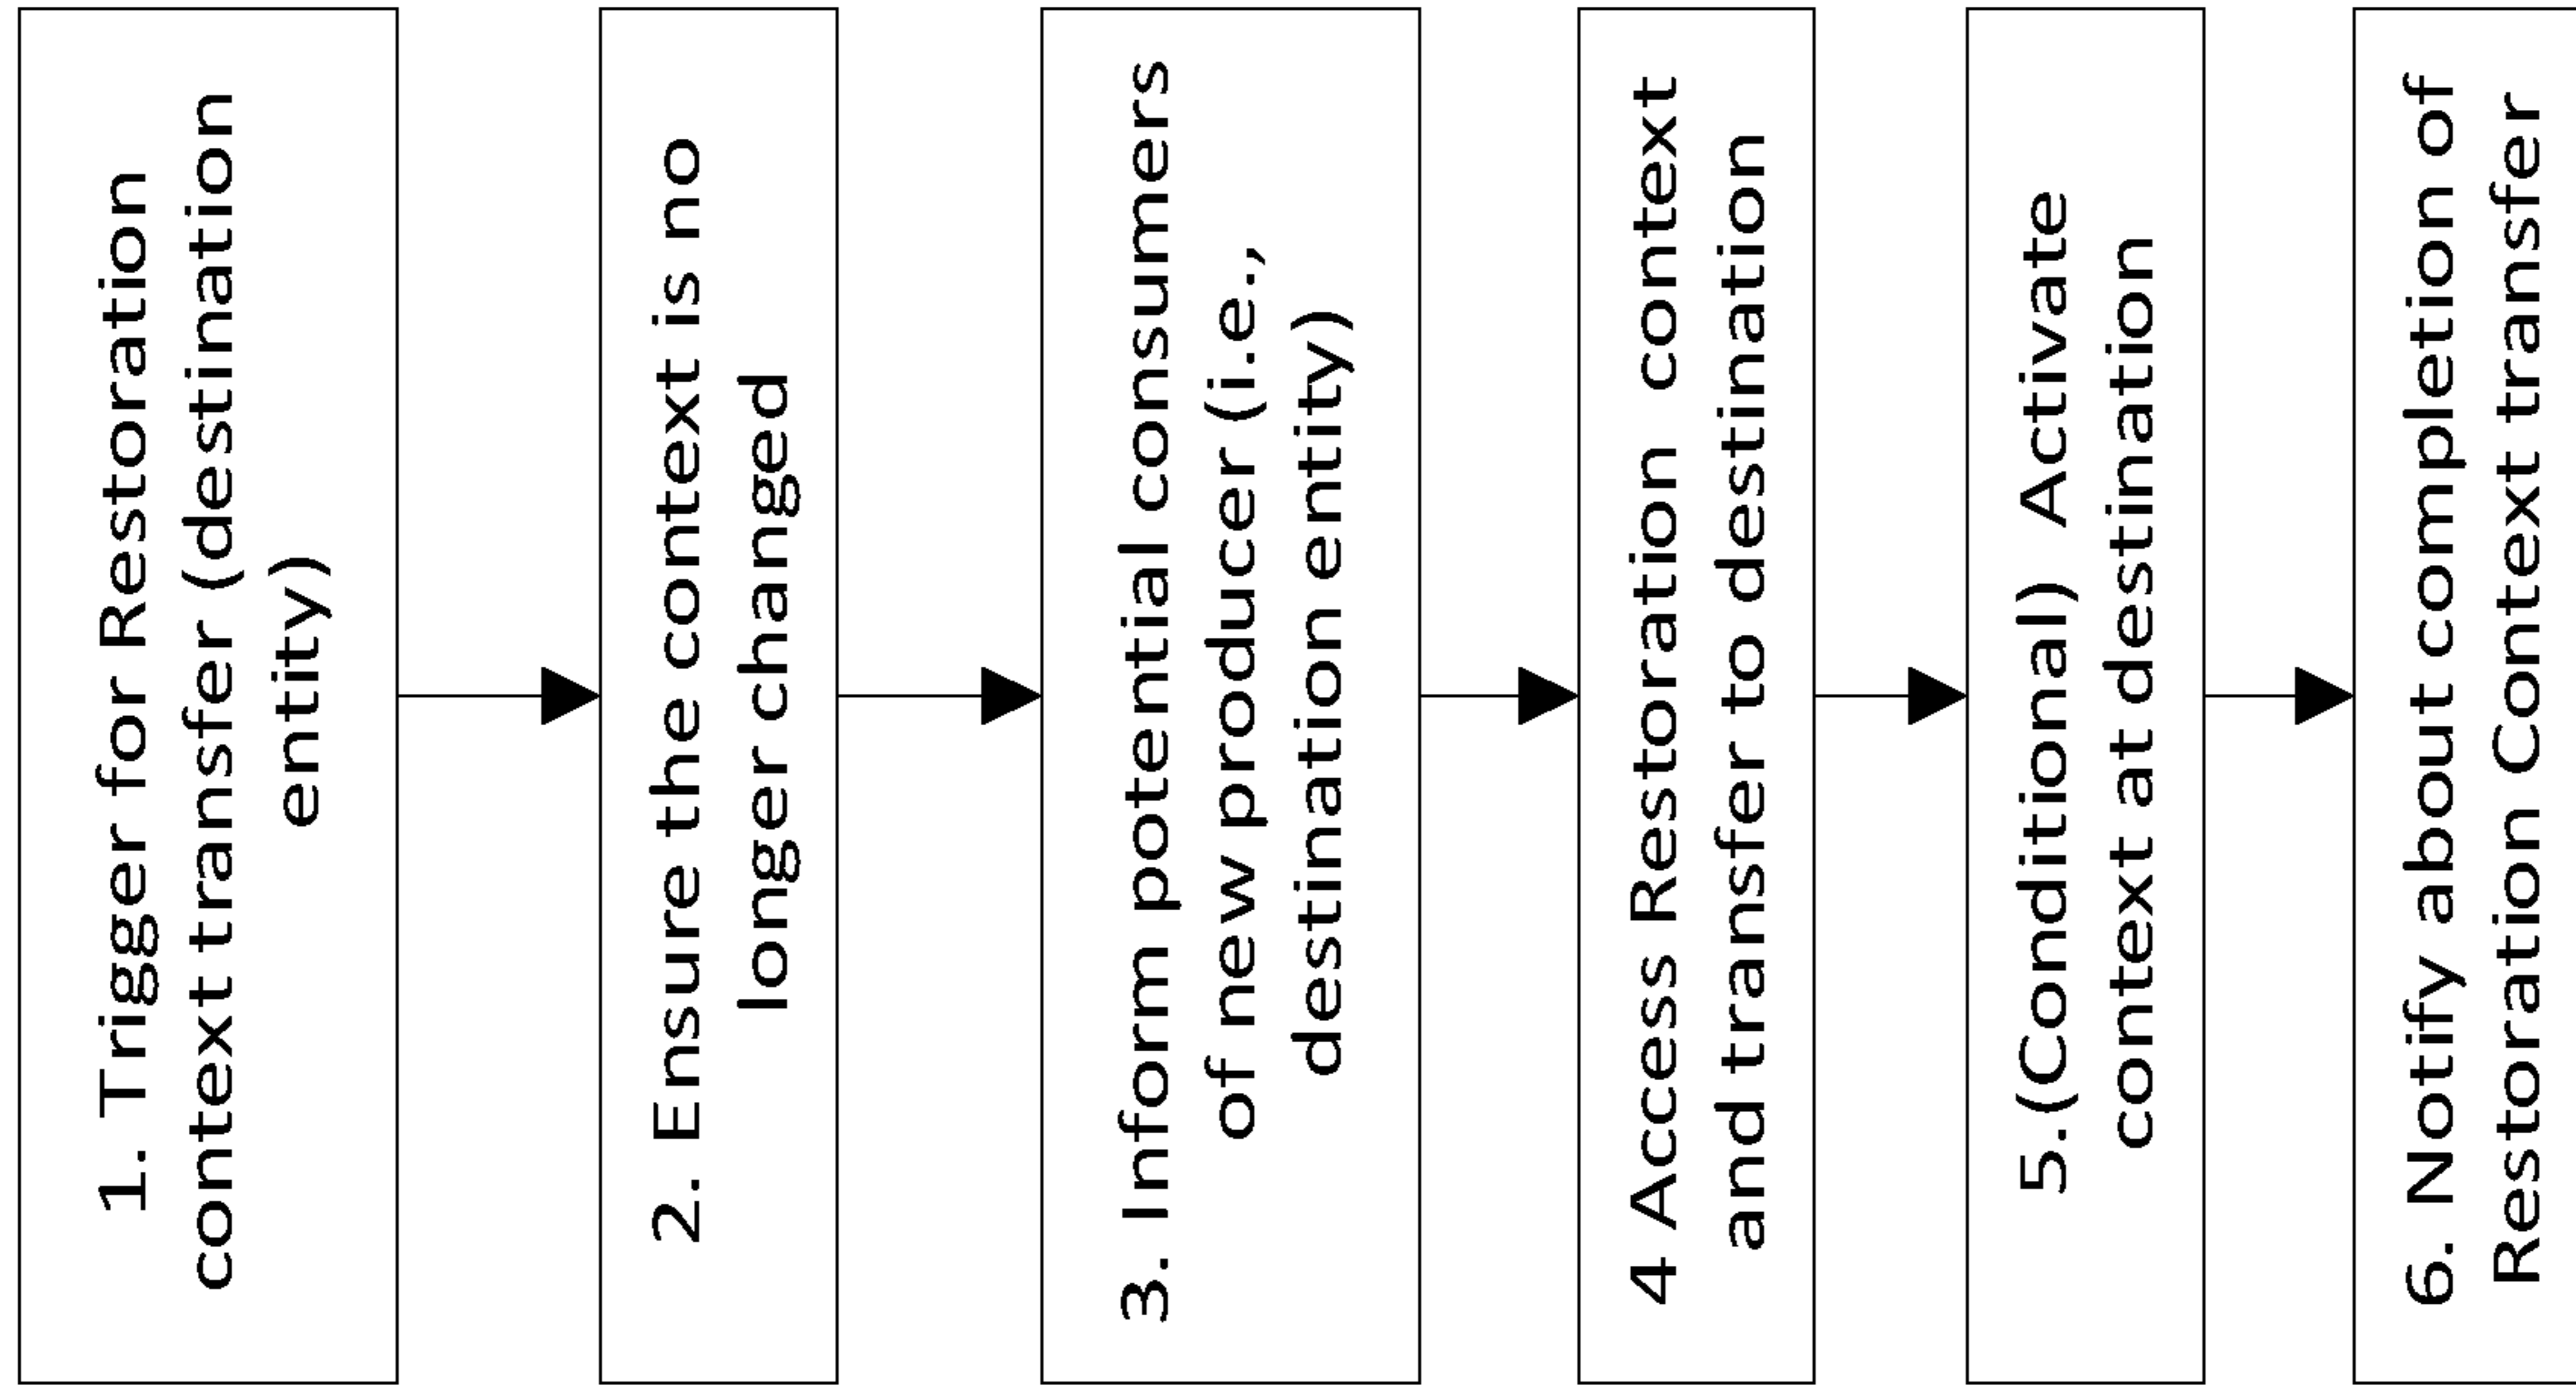 1. Trigger for Restoration
context transfer (destination
entity)
2. Ensure the context is no
longer changed
3. Inform potential consumers
of new producer (i.e.,
destination entity)
4 Access Restoration  context
and transfer to destination
5.(Conditional)  Activate
context at destination
6. Notify about completion of
Restoration Context transfer